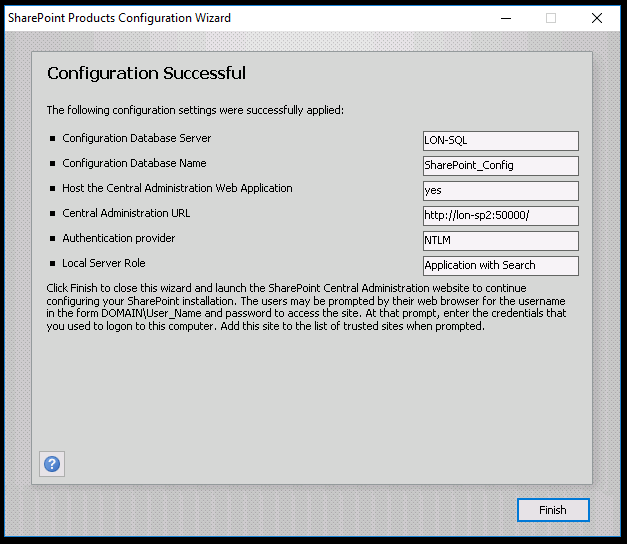 SharePoint Products Configuration Wizard
Configuration Successful
The following configuration settings were successfully applied:
Configuration Database Server LON-SQL
Configuration Database Name SharePoint_Config
Host the Central Administration Web Application yes
Central Administration URL http://lon-sp2:50000/
Authentication provider NTLM
Local Server Role Application with Search
Click Finish to close this wizard and launch the SharePoint Central Administration website to continue
configuring your SharePoint installation. The users may be prompted by their web browser for the username
in the form DOMAIN\User_Name and password to access the site. At that prompt, enter the credentials that
you used to logon to this computer. Add this site to the list of trusted sites when prompted.
?
Finish